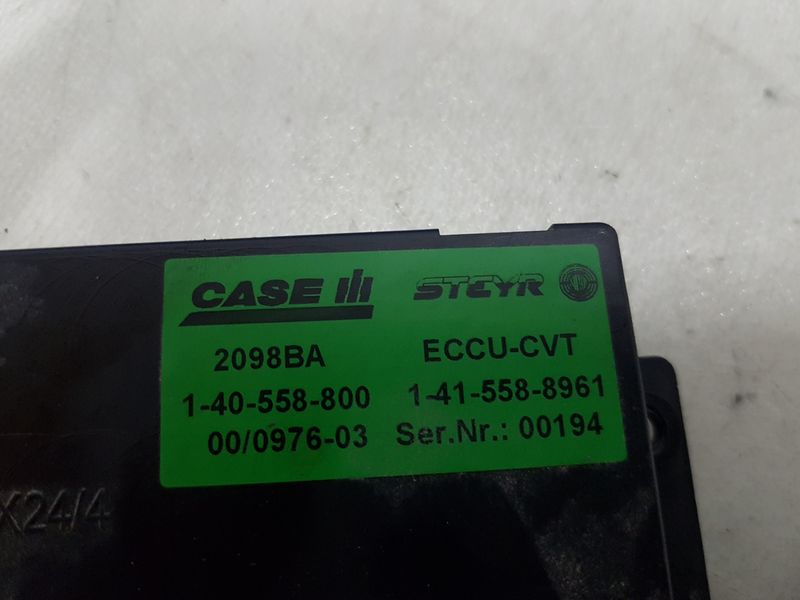 CASE IH STEYR
2098BA ECCU-CVT
1-40-558-800 1-41-558-8961
00/0976-03 Ser.Nr.: 00194
X24/4